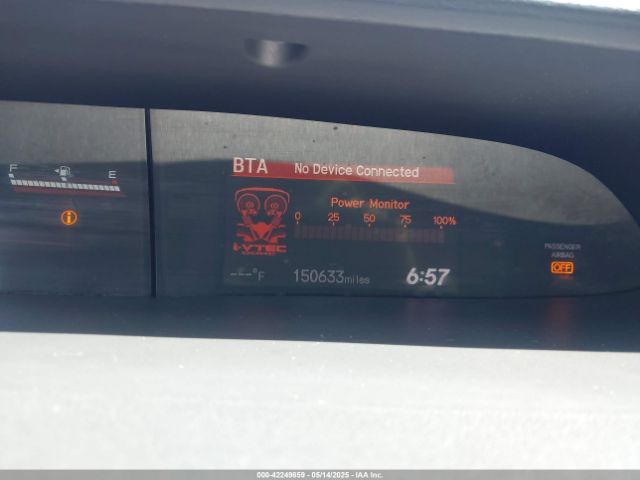 BTA No Device Connected
F E
Power Monitor
0 25 50 75 100%
i-VTEC
---°F 150633miles 6:57
PASSENGER
AIRBAG
OFF
000-42249659 - 05/14/2025 - IAA Inc.